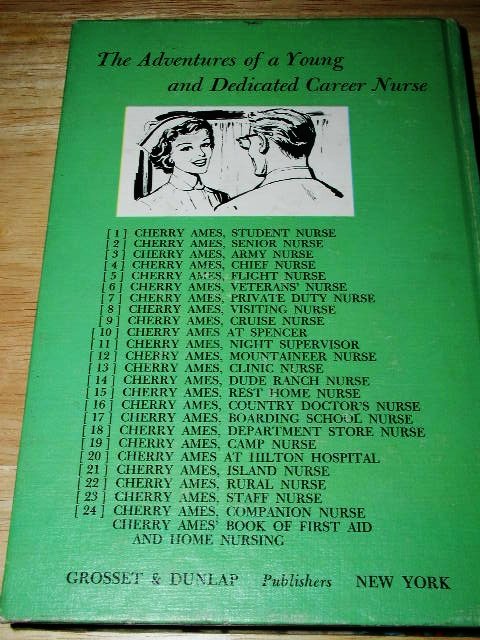 The Adventures of a Young
and Dedicated Career Nurse
[1] CHERRY AMES, STUDENT NURSE
[2] CHERRY AMES, SENIOR NURSE
[3] CHERRY AMES, ARMY NURSE
[4] CHERRY AMES, CHIEF NURSE
[5] CHERRY AMES, FLIGHT NURSE
[6] CHERRY AMES, VETERANS' NURSE
[7] CHERRY AMES, PRIVATE DUTY NURSE
[8] CHERRY AMES, VISITING NURSE
[9] CHERRY AMES, CRUISE NURSE
[10] CHERRY AMES AT SPENCER
[11] CHERRY AMES, NIGHT SUPERVISOR
[12] CHERRY AMES, MOUNTAINEER NURSE
[13] CHERRY AMES, CLINIC NURSE
[14] CHERRY AMES, DUDE RANCH NURSE
[15] CHERRY AMES, REST HOME NURSE
[16] CHERRY AMES, COUNTRY DOCTOR'S NURSE
[17] CHERRY AMES, BOARDING SCHOOL NURSE
[18] CHERRY AMES, DEPARTMENT STORE NURSE
[19] CHERRY AMES, CAMP NURSE
[20] CHERRY AMES AT HILTON HOSPITAL
[21] CHERRY AMES, ISLAND NURSE
[22] CHERRY AMES, RURAL NURSE
[23] CHERRY AMES, STAFF NURSE
[24] CHERRY AMES, COMPANION NURSE
CHERRY AMES' BOOK OF FIRST AID
AND HOME NURSING
GROSSET & DUNLAP Publishers NEW YORK